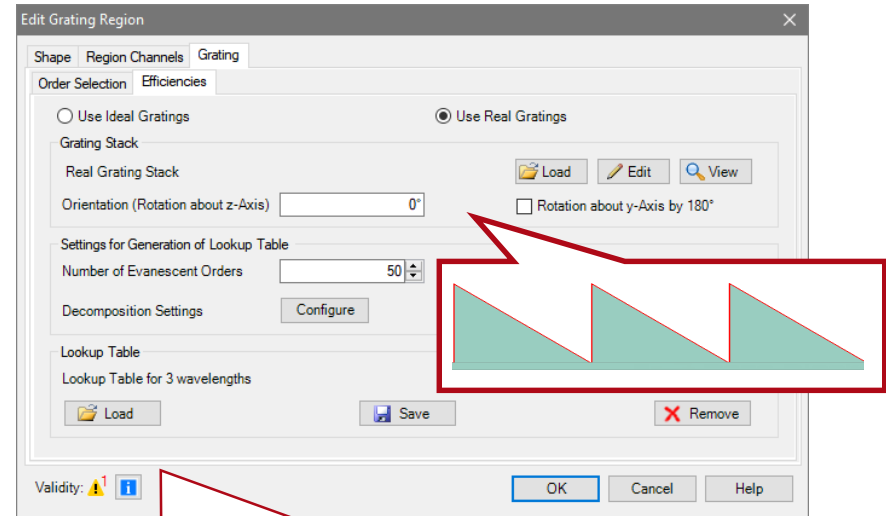 Edit Grating Region
Shape Region Channels Grating
Order Selection Efficiencies
Use Ideal Gratings Use Real Gratings
Grating Stack
Real Grating Stack Load Edit View
Orientation (Rotation about z-Axis) 0° Rotation about y-Axis by 180°
Settings for Generation of Lookup Table
Number of Evanescent Orders 50
Decomposition Settings Configure
Lookup Table
Lookup Table for 3 wavelengths
Load Save Remove
Validity: 1 OK Cancel Help